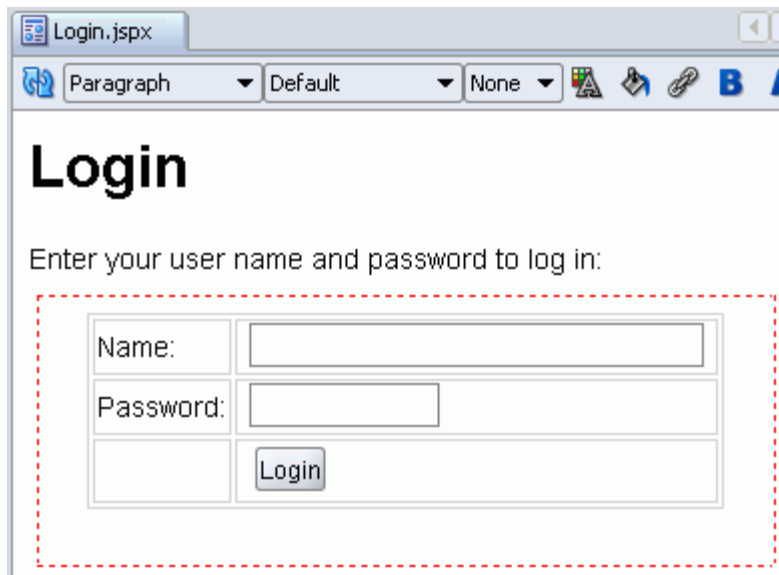 Login.jspx
Paragraph Default None B
Login
Enter your user name and password to log in:
Name:
Password:
Login